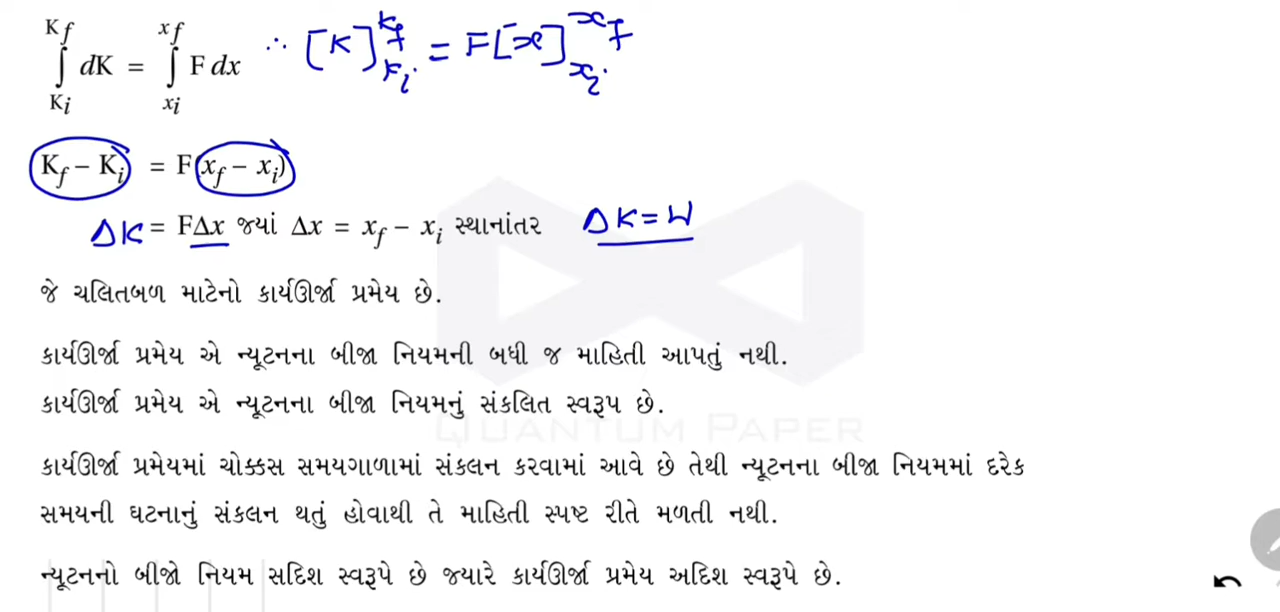 ∫_{Ki}^{Kf} dK = ∫_{xi}^{xf} F dx ∴ [K]_{Ki}^{Kf} = F[x]_{xi}^{xf}
Kf – Ki = F(xf – xi)
ΔK = FΔx જ્યાં Δx = xf – xi સ્થાનાંતર ΔK = W
જે ચલિતબળ માટેનો કાર્યઊર્જા પ્રમેય છે.
કાર્યઊર્જા પ્રમેય એ ન્યૂટનના બીજા નિયમની બધી જ માહિતી આપતું નથી.
કાર્યઊર્જા પ્રમેય એ ન્યૂટનના બીજા નિયમનું સંકલિત સ્વરૂપ છે.
QUANTUM PAPER
કાર્યઊર્જા પ્રમેયમાં ચોક્કસ સમયગાળામાં સંકલન કરવામાં આવે છે તેથી ન્યૂટનના બીજા નિયમમાં દરેક
સમયની ઘટનાનું સંકલન થતું હોવાથી તે માહિતી સ્પષ્ટ રીતે મળતી નથી.
ન્યૂટનનો બીજો નિયમ સદિશ સ્વરૂપે છે જ્યારે કાર્યઊર્જા પ્રમેય અદિશ સ્વરૂપે છે.